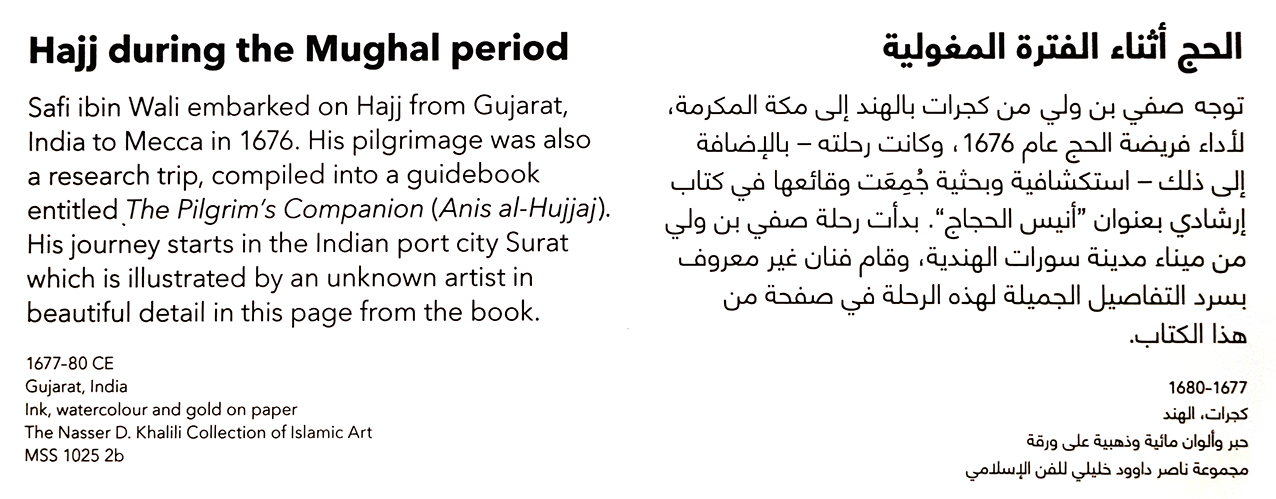 Hajj during the Mughal period
Safi ibin Wali embarked on Hajj from Gujarat,
India to Mecca in 1676. His pilgrimage was also
a research trip, compiled into a guidebook
entitled The Pilgrim's Companion (Anis al-Hujjaj).
His journey starts in the Indian port city Surat
which is illustrated by an unknown artist in
beautiful detail in this page from the book.
1677–80 CE
Gujarat, India
Ink, watercolour and gold on paper
The Nasser D. Khalili Collection of Islamic Art
MSS 1025 2b
الحج أثناء الفترة المغولية
توجه صفي بن ولي من كجرات بالهند إلى مكة المكرمة،
لأداء فريضة الحج عام 1676، وكانت رحلته – بالإضافة
إلى ذلك – استكشافية وبحثية جُمِعَت وقائعها في كتاب
إرشادي بعنوان ”أنيس الحجاج“. بدأت رحلة صفي بن ولي
من ميناء مدينة سورات الهندية، وقام فنان غير معروف
بسرد التفاصيل الجميلة لهذه الرحلة في صفحة من
هذا الكتاب.
1680-1677
كجرات، الهند
حبر وألوان مائية وذهبية على ورقة
مجموعة ناصر داوود خليلي للفن الإسلامي